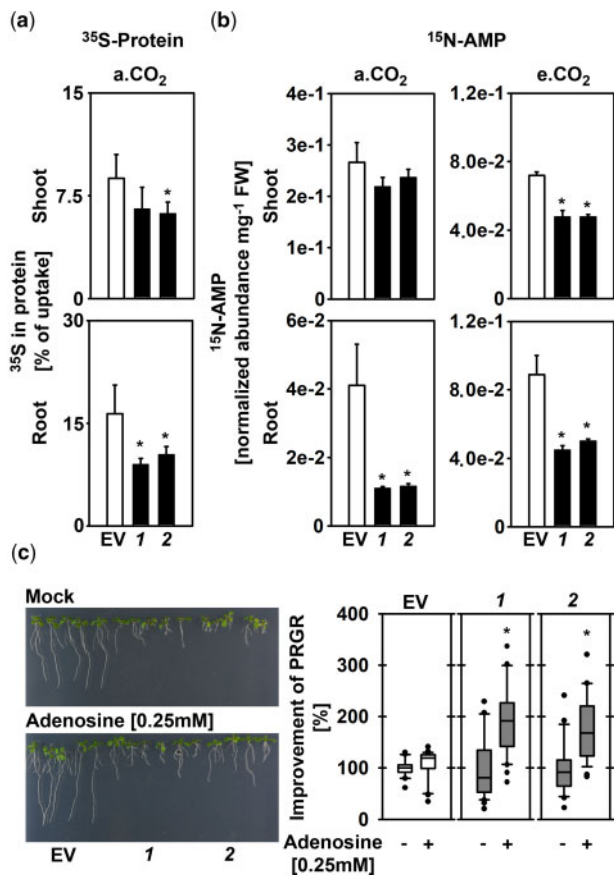 (a)
(b)
³⁵S-Protein
¹⁵N-AMP
a.CO₂
a.CO₂
e.CO₂
³⁵S in protein
[% of uptake]
Shoot
15
7.5
0
Root
30
15
0
EV 1 2
¹⁵N-AMP
[normalized abundance mg⁻¹ FW]
Shoot
4e-1
3e-1
2e-1
1e-1
0
1.2e-1
8.0e-2
4.0e-2
0
Root
6e-2
4e-2
2e-2
0
1.2e-1
8.0e-2
4.0e-2
0
* * * * * * * * *
EV 1 2
EV 1 2
(c)
Mock
Adenosine [0.25mM]
EV 1 2
EV 1 2
Improvement of PRGR
[%]
400
300
200
100
0
* *
- + - + - +
Adenosine
[0.25mM]